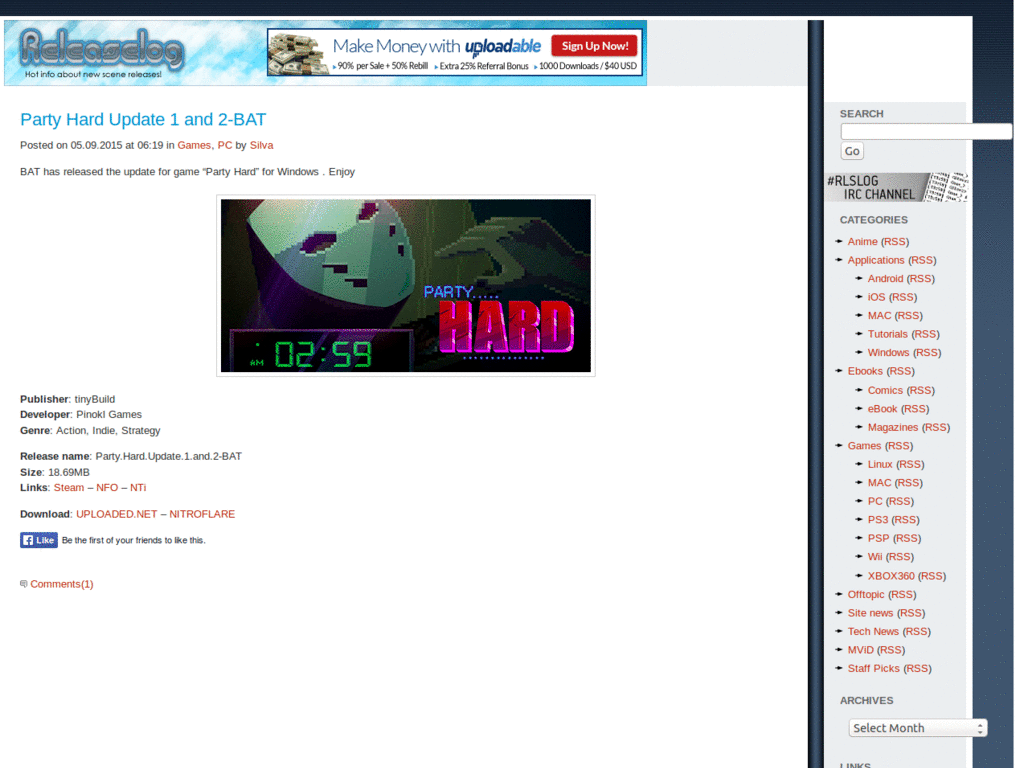 Releaselog
Hot info about new scene releases!
Make Money with uploadable Sign Up Now!
90% per Sale + 50% Rebill Extra 25% Referral Bonus 1000 Downloads / $40 USD
Party Hard Update 1 and 2-BAT
Posted on 05.09.2015 at 06:19 in Games, PC by Silva
BAT has released the update for game “Party Hard” for Windows . Enjoy
PARTY.....
HARD
AM 02:59
Publisher: tinyBuild
Developer: Pinokl Games
Genre: Action, Indie, Strategy
Release name: Party.Hard.Update.1.and.2-BAT
Size: 18.69MB
Links: Steam – NFO – NTi
Download: UPLOADED.NET – NITROFLARE
Like Be the first of your friends to like this.
Comments(1)
SEARCH
Go
#RLSLOG
IRC CHANNEL
CATEGORIES
Anime (RSS)
Applications (RSS)
Android (RSS)
iOS (RSS)
MAC (RSS)
Tutorials (RSS)
Windows (RSS)
Ebooks (RSS)
Comics (RSS)
eBook (RSS)
Magazines (RSS)
Games (RSS)
Linux (RSS)
MAC (RSS)
PC (RSS)
PS3 (RSS)
PSP (RSS)
Wii (RSS)
XBOX360 (RSS)
Offtopic (RSS)
Site news (RSS)
Tech News (RSS)
MViD (RSS)
Staff Picks (RSS)
ARCHIVES
Select Month
LINKS